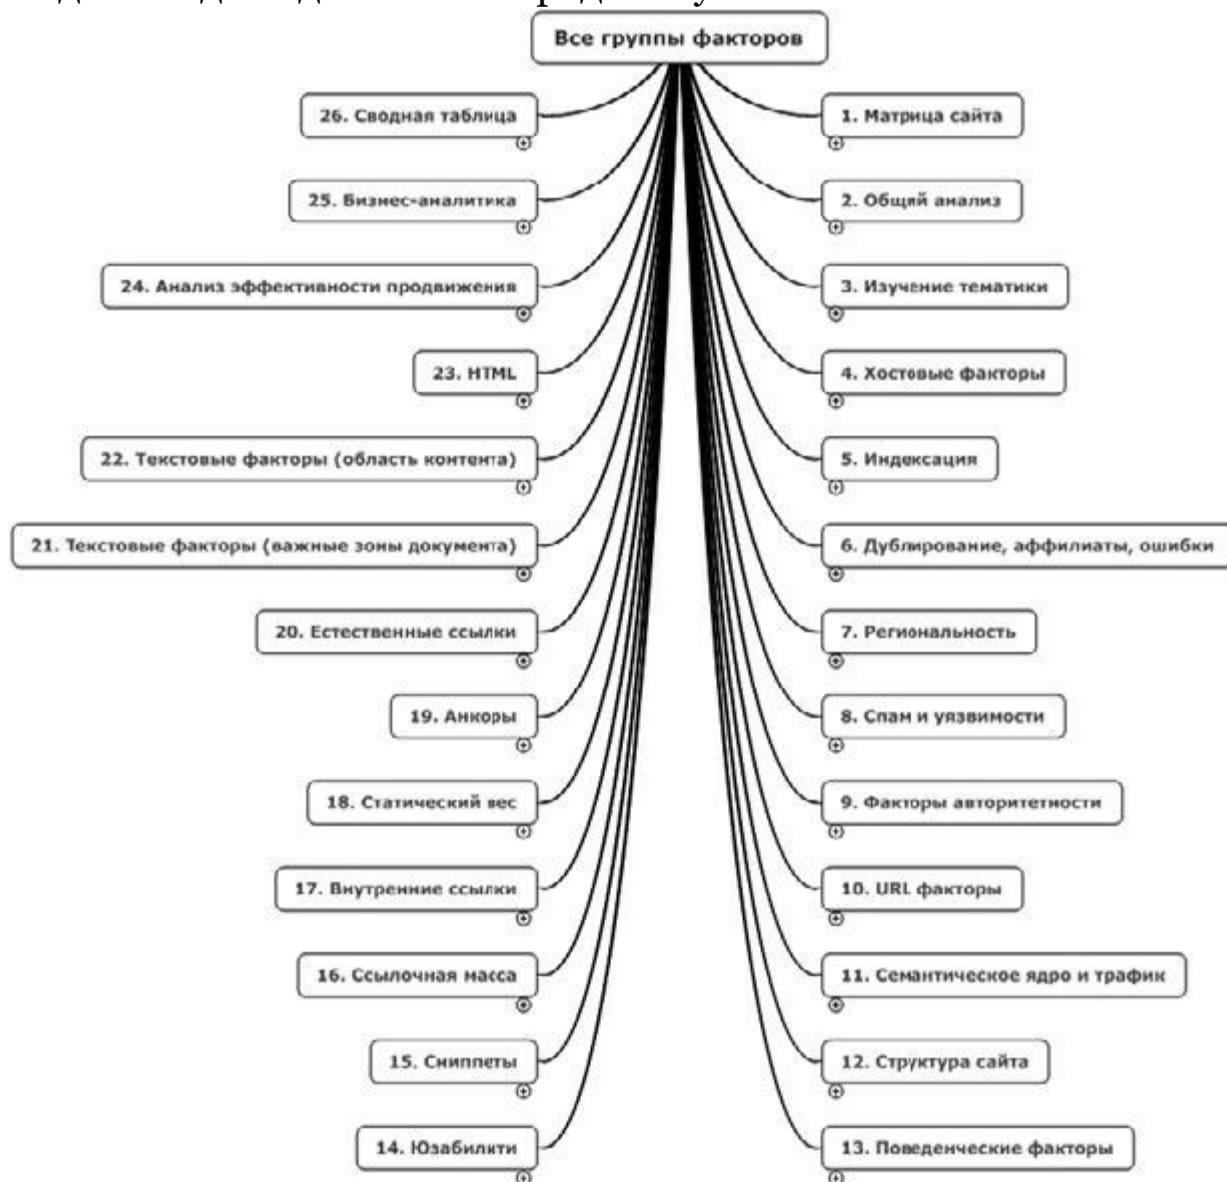 Все группы факторов
26. Сводная таблица
1. Матрица сайта
25. Бизнес-аналитика
2. Общий анализ
24. Анализ эффективности продвижения
3. Изучение тематики
23. HTML
4. Хостовые факторы
22. Текстовые факторы (область контента)
5. Индексация
21. Текстовые факторы (важные зоны документа)
6. Дублирование, аффилиаты, ошибки
20. Естественные ссылки
7. Региональность
19. Анкоры
8. Спам и уязвимости
18. Статический вес
9. Факторы авторитетности
17. Внутренние ссылки
10. URL факторы
16. Ссылочная масса
11. Семантическое ядро и трафик
15. Сниппеты
12. Структура сайта
14. Юзабилити
13. Поведенческие факторы